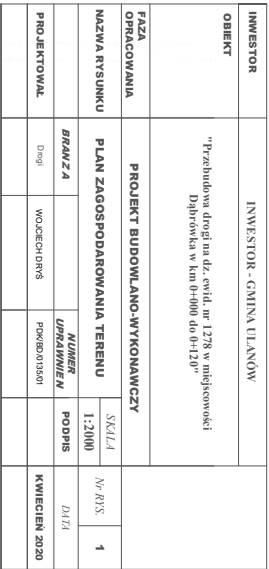 INWESTOR
INWESTOR - GMINA ULANÓW
OBIEKT
"Przebudowa drogi na dz. ewid. nr 1278 w miejscowości
Dąbrówka w km 0+000 do 0+120"
FAZA
OPRACOWANIA
PROJEKT BUDOWLANO-WYKONAWCZY
NAZWA RYSUNKU
PLAN ZAGOSPODAROWANIA TERENU
SKALA
1:2000
Nr RYS.
1
BRANŻA
NUMER
UPRAWNIEŃ
PODPIS
DATA
PROJEKTOWAŁ
Drogi
WOJCIECH DRYŚ
PDK/BD/0135/01
KWIECIEŃ 2020